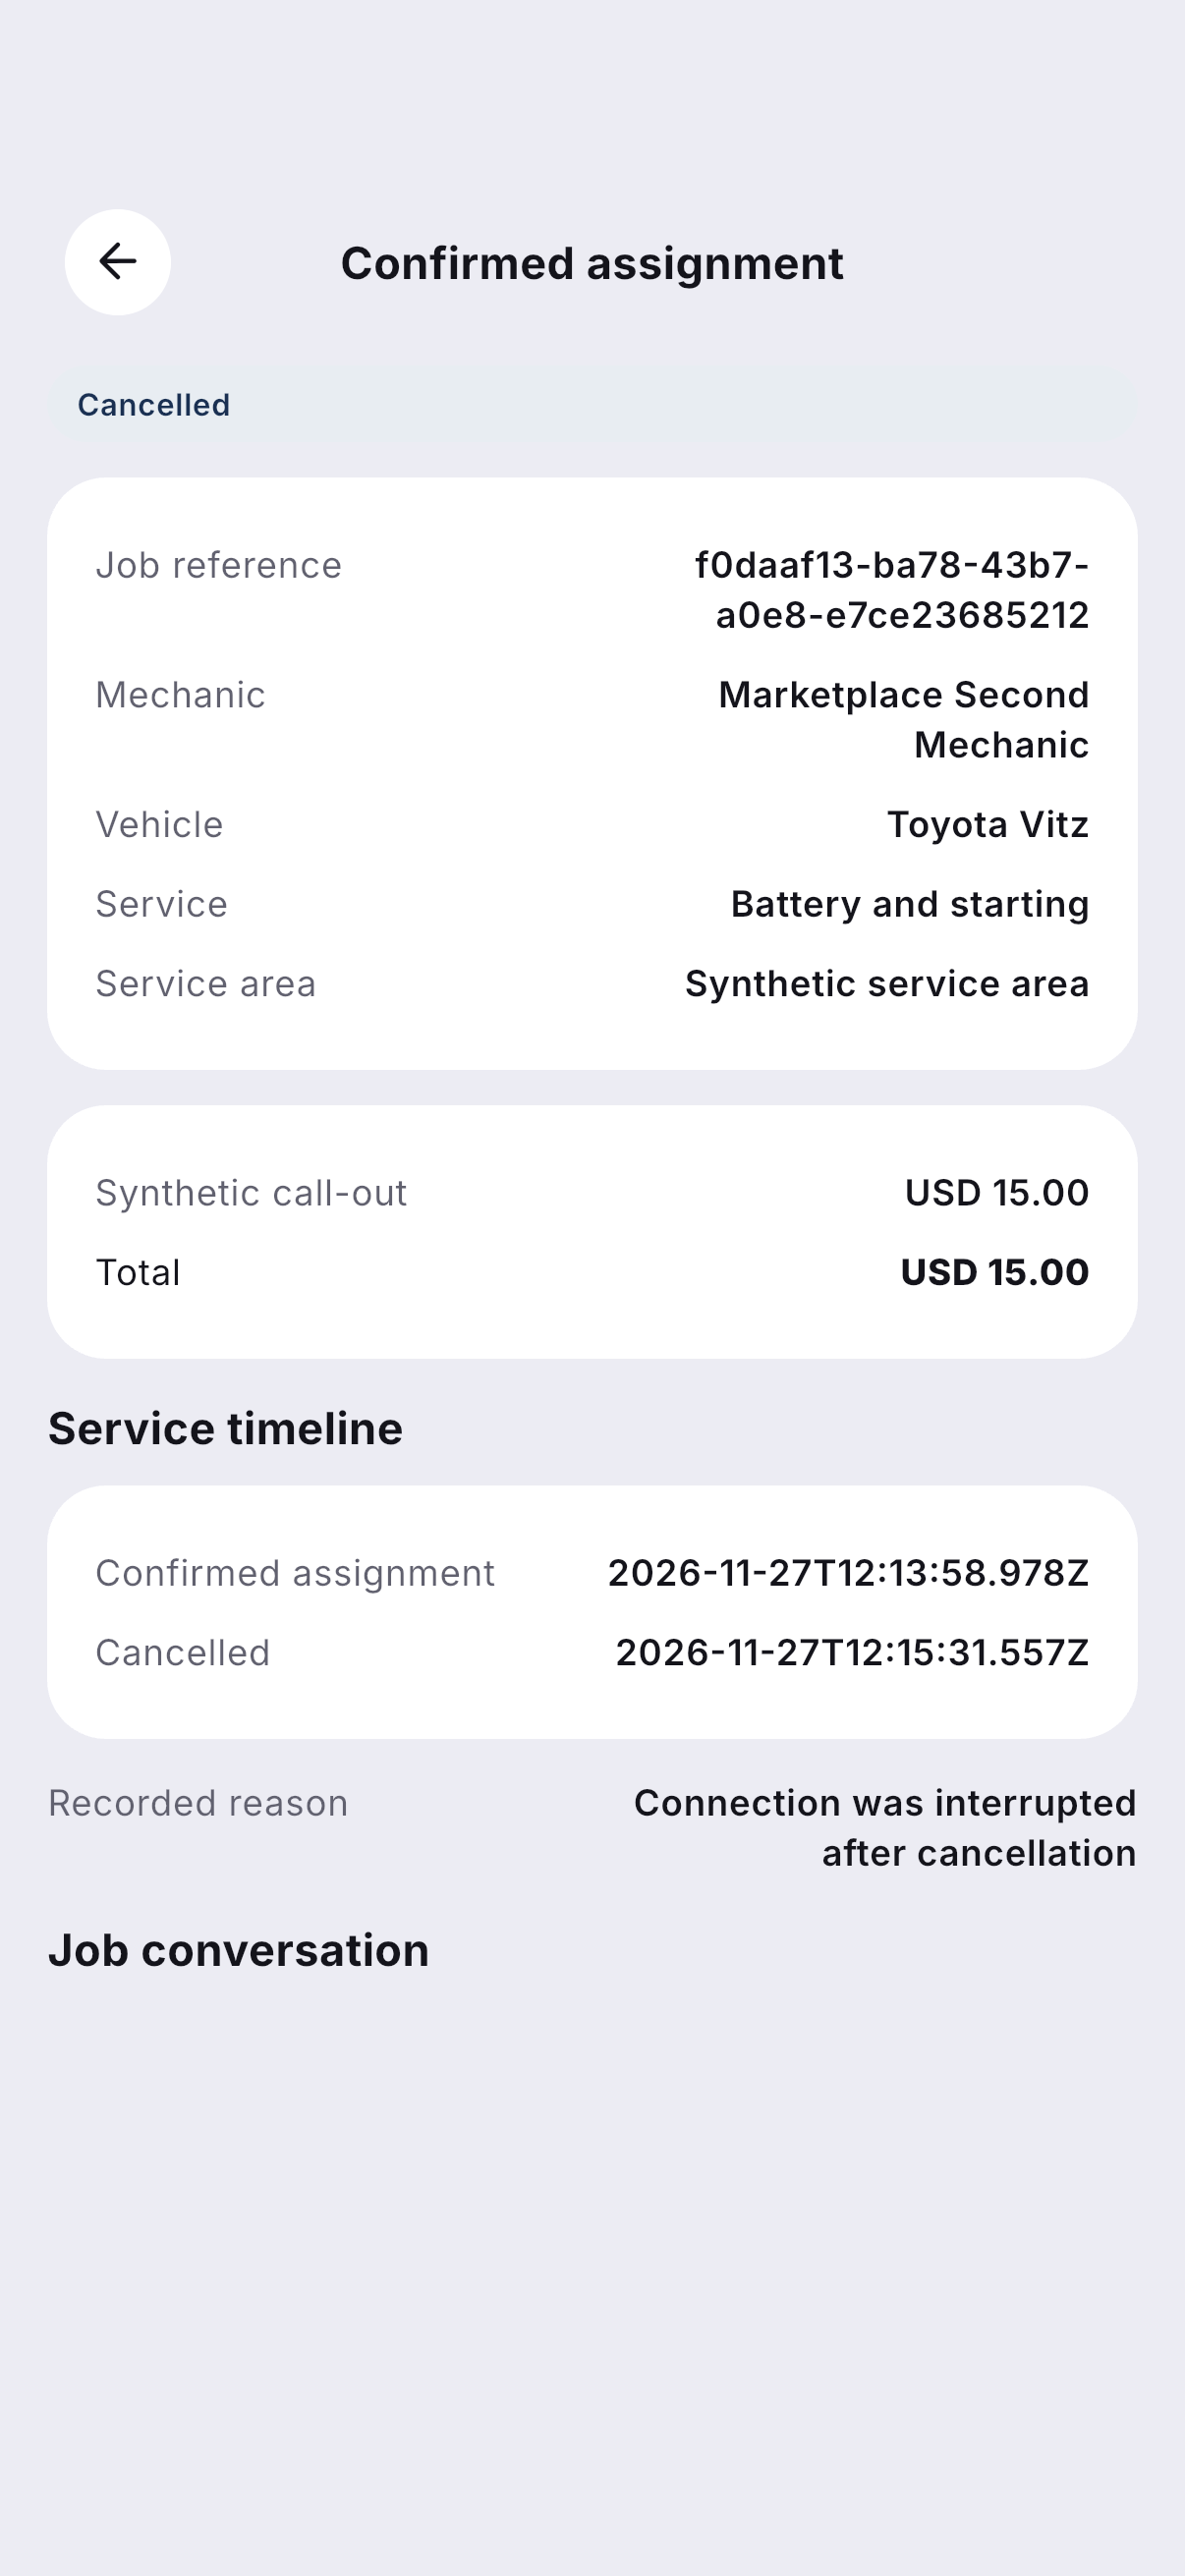 Confirmed assignment
Cancelled
Job reference f0daaf13-ba78-43b7-
a0e8-e7ce23685212
Mechanic Marketplace Second
Mechanic
Vehicle Toyota Vitz
Service Battery and starting
Service area Synthetic service area
Synthetic call-out USD 15.00
Total USD 15.00
Service timeline
Confirmed assignment 2026-11-27T12:13:58.978Z
Cancelled 2026-11-27T12:15:31.557Z
Recorded reason Connection was interrupted
after cancellation
Job conversation